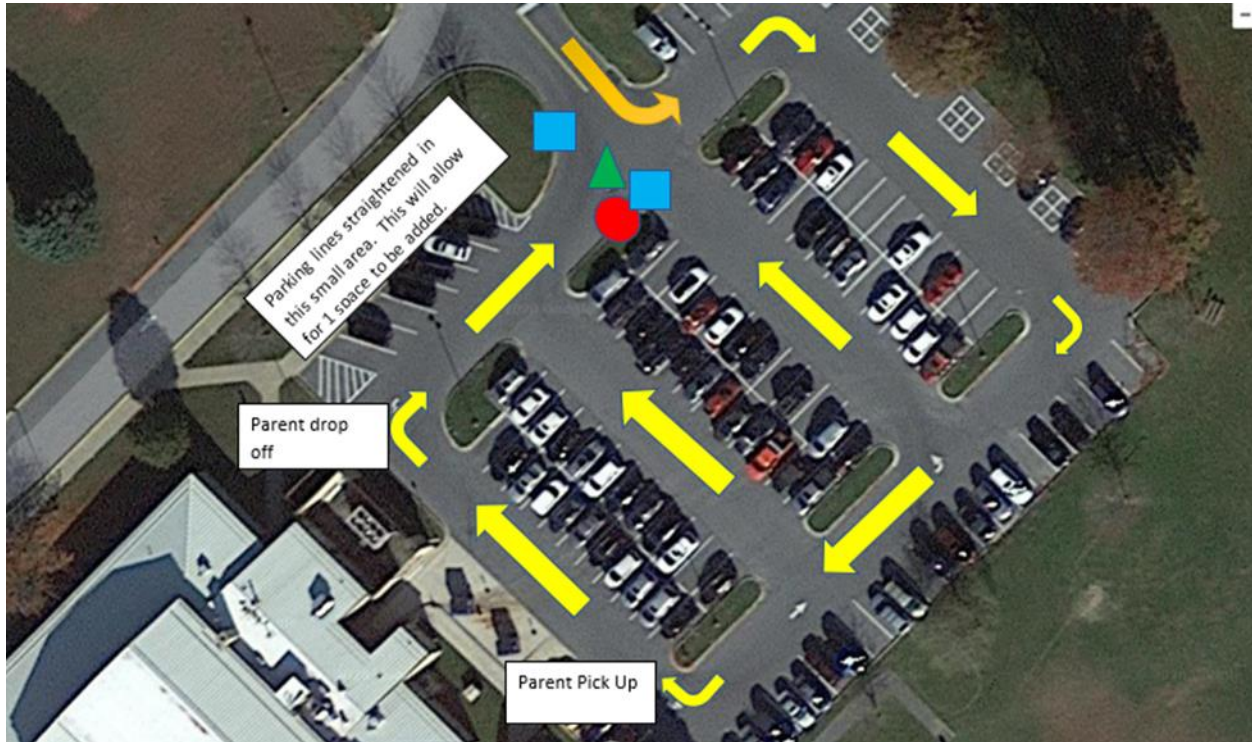 Parking lines straightened in
this small area.  This will allow
for 1 space to be added.
Parent drop
off
Parent Pick Up